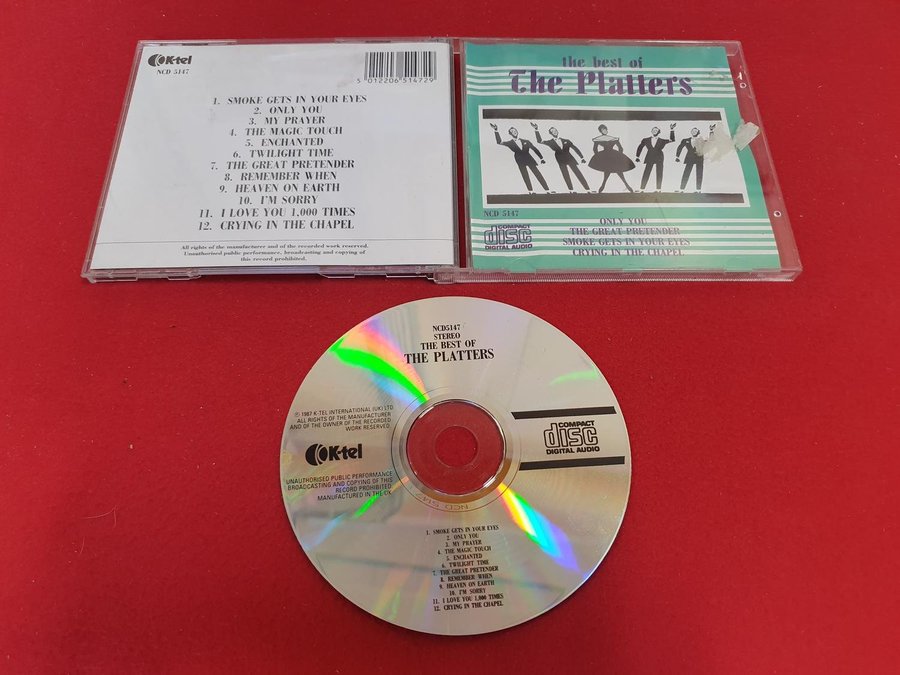 K-tel
NCD 5147
5 012206 514729
1. SMOKE GETS IN YOUR EYES
2. ONLY YOU
3. MY PRAYER
4. THE MAGIC TOUCH
5. ENCHANTED
6. TWILIGHT TIME
7. THE GREAT PRETENDER
8. REMEMBER WHEN
9. HEAVEN ON EARTH
10. I'M SORRY
11. I LOVE YOU 1,000 TIMES
12. CRYING IN THE CHAPEL
All rights of the manufacturer and of the recorded work reserved.
Unauthorised public performance, broadcasting and copying of
this record prohibited.
the best of
The Platters
NCD 5147
COMPACT
disc
DIGITAL AUDIO
ONLY YOU
THE GREAT PRETENDER
SMOKE GETS IN YOUR EYES
CRYING IN THE CHAPEL
NCD5147
STEREO
THE BEST OF
THE PLATTERS
℗ 1987 K-TEL INTERNATIONAL (UK) LTD
ALL RIGHTS OF THE MANUFACTURER
AND OF THE OWNER OF THE RECORDED
WORK RESERVED.
K-tel
UNAUTHORISED PUBLIC PERFORMANCE
BROADCASTING AND COPYING OF THIS
RECORD PROHIBITED
MANUFACTURED IN THE UK
COMPACT
disc
DIGITAL AUDIO
NCD 5147
1. SMOKE GETS IN YOUR EYES
2. ONLY YOU
3. MY PRAYER
4. THE MAGIC TOUCH
5. ENCHANTED
6. TWILIGHT TIME
7. THE GREAT PRETENDER
8. REMEMBER WHEN
9. HEAVEN ON EARTH
10. I'M SORRY
11. I LOVE YOU 1,000 TIMES
12. CRYING IN THE CHAPEL